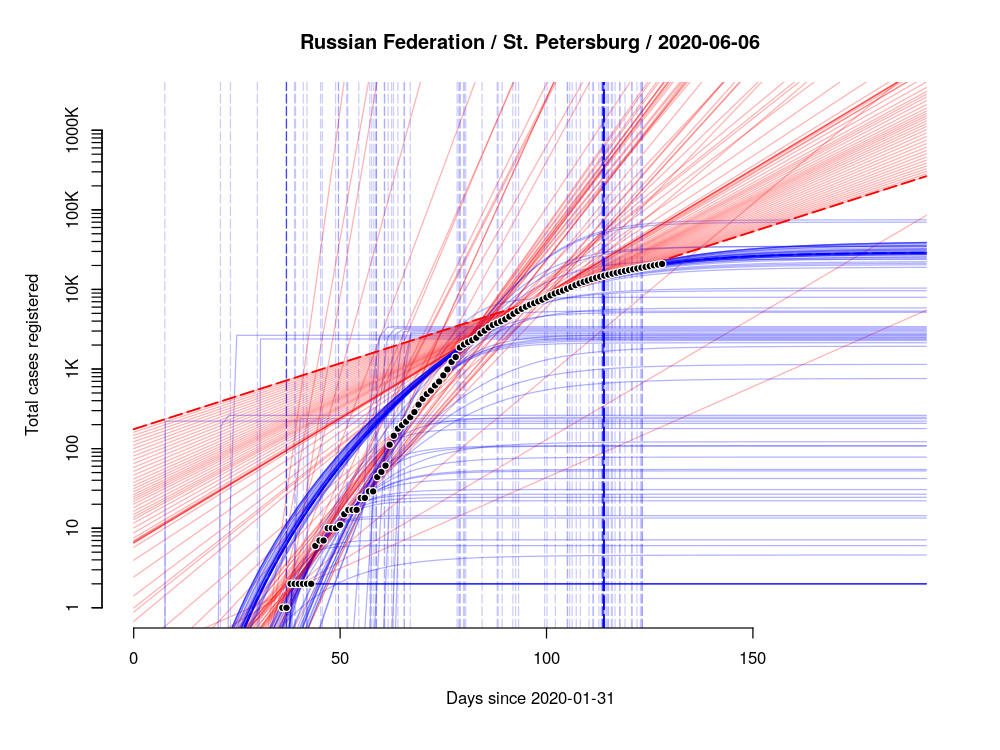 Russian Federation / St. Petersburg / 2020-06-06
Total cases registered
1000K
100K
10K
1K
100
10
1
0 50 100 150
Days since 2020-01-31